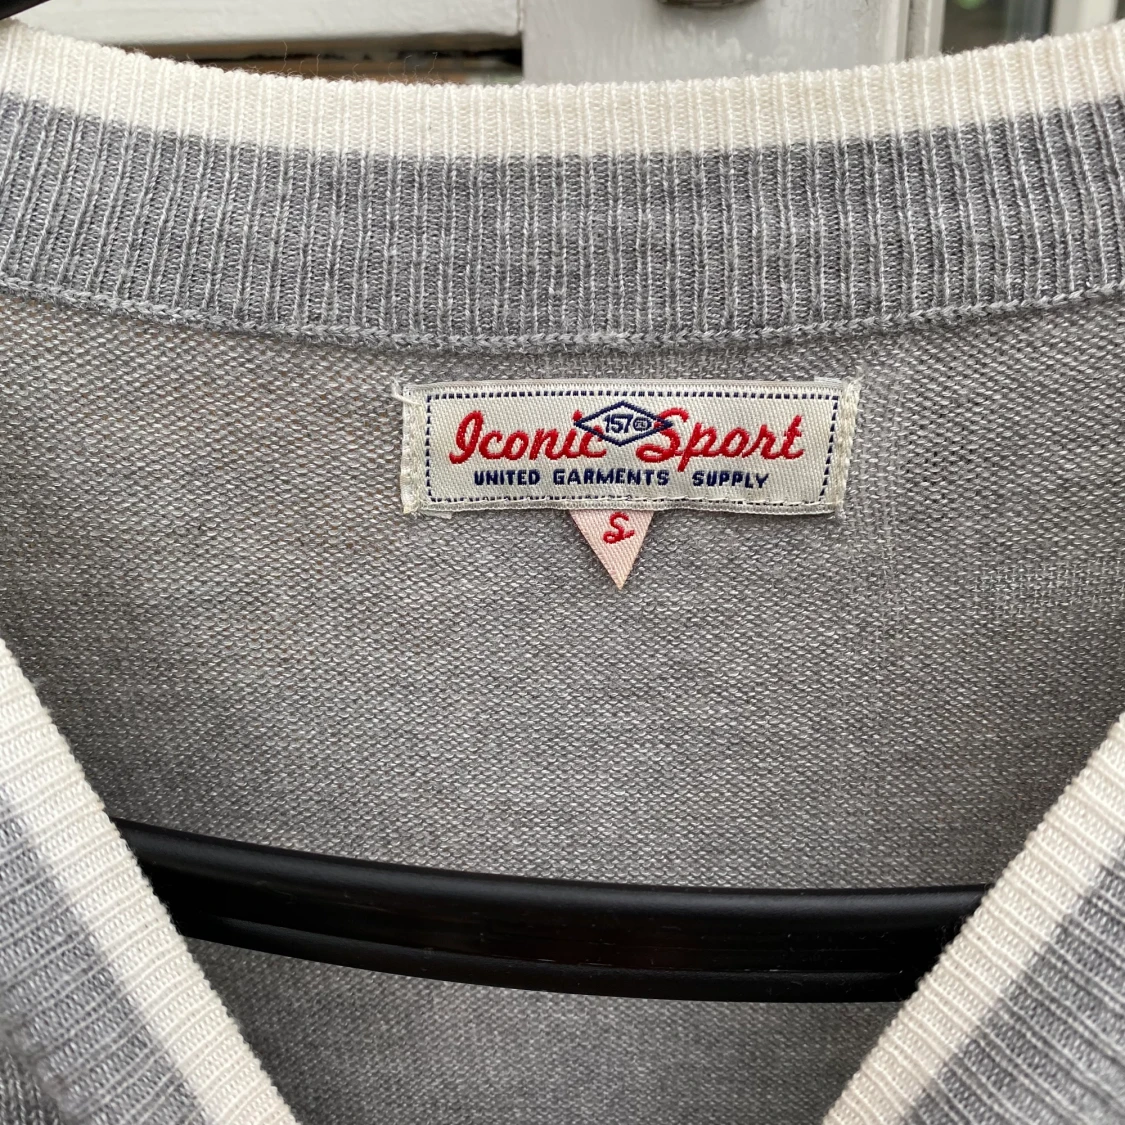 Iconic 157 Sport
UNITED GARMENTS SUPPLY
S